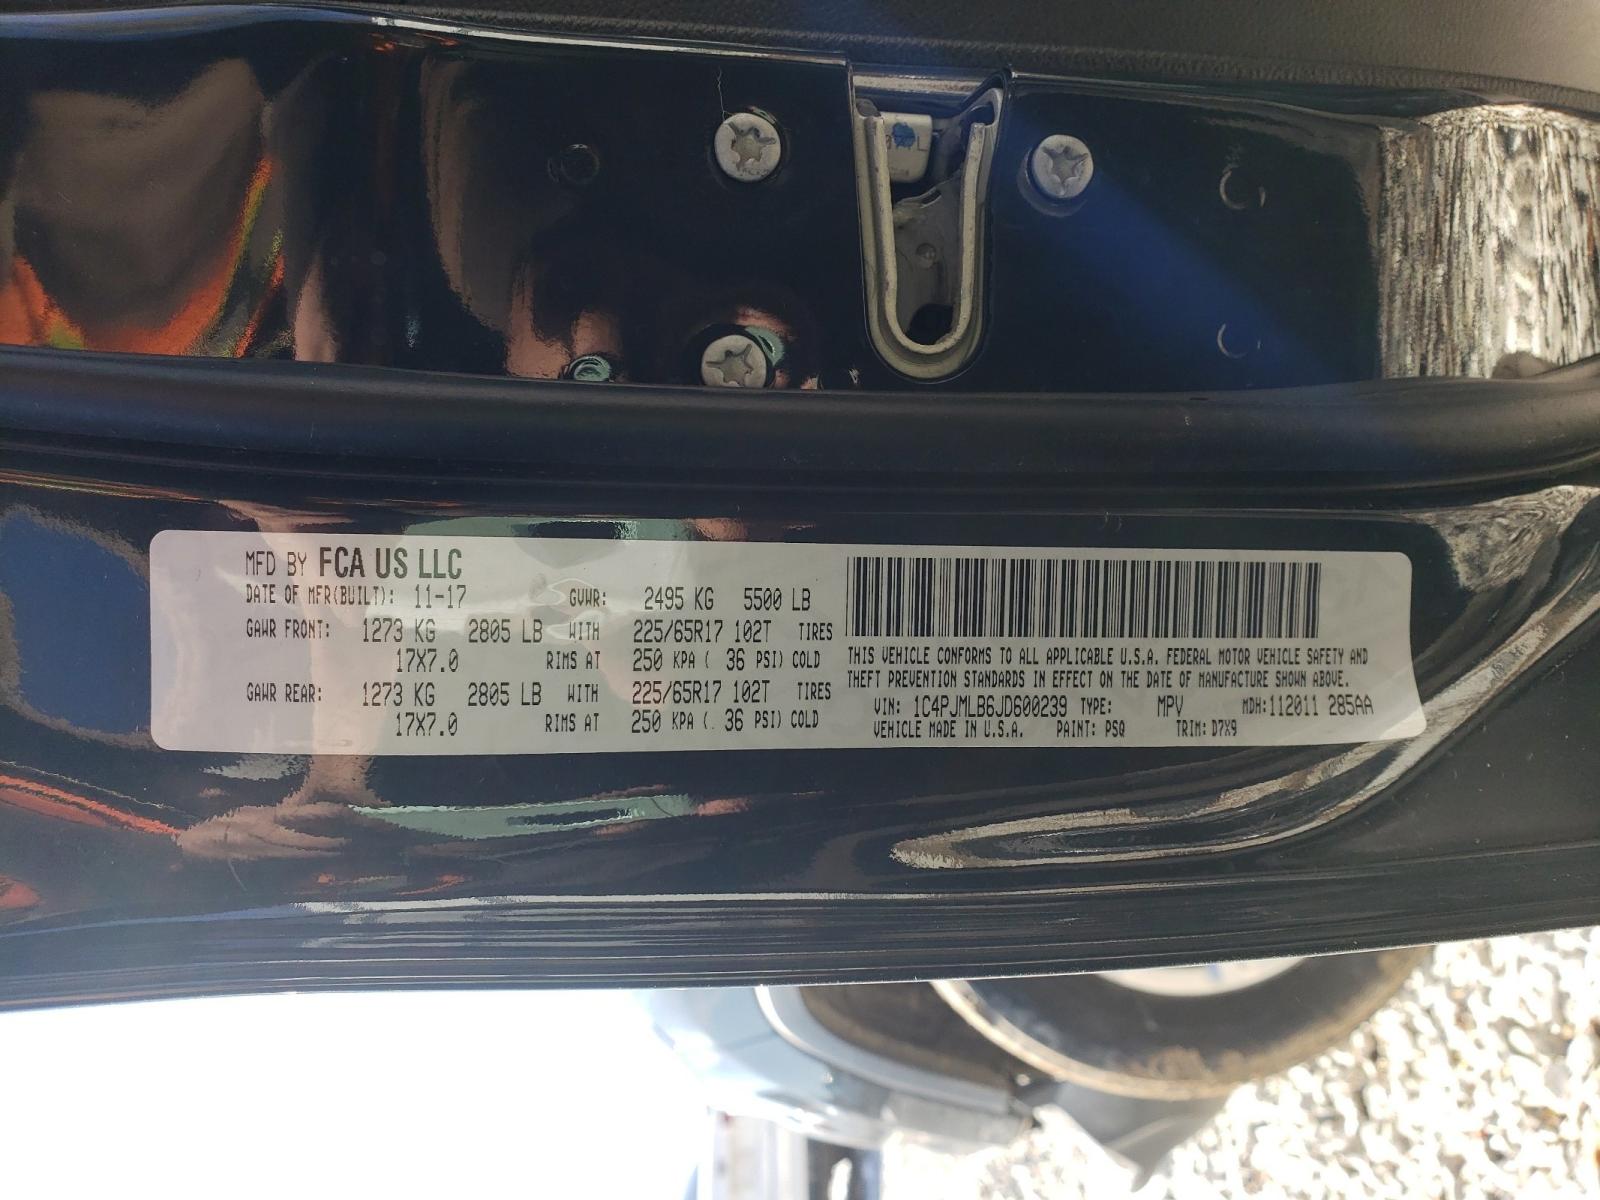 MFD BY FCA US LLC
DATE OF MFR(BUILT): 11-17 GVWR: 2495 KG 5500 LB
GAWR FRONT: 1273 KG 2805 LB WITH 225/65R17 102T TIRES
17X7.0 RIMS AT 250 KPA ( 36 PSI) COLD
GAWR REAR: 1273 KG 2805 LB WITH 225/65R17 102T TIRES
17X7.0 RIMS AT 250 KPA ( 36 PSI) COLD
THIS VEHICLE CONFORMS TO ALL APPLICABLE U.S.A. FEDERAL MOTOR VEHICLE SAFETY AND
THEFT PREVENTION STANDARDS IN EFFECT ON THE DATE OF MANUFACTURE SHOWN ABOVE.
VIN: 1C4PJMLB6JD600239 TYPE: MPV MDH:112011 285AA
VEHICLE MADE IN U.S.A. PAINT: PSQ TRIM: D7X9